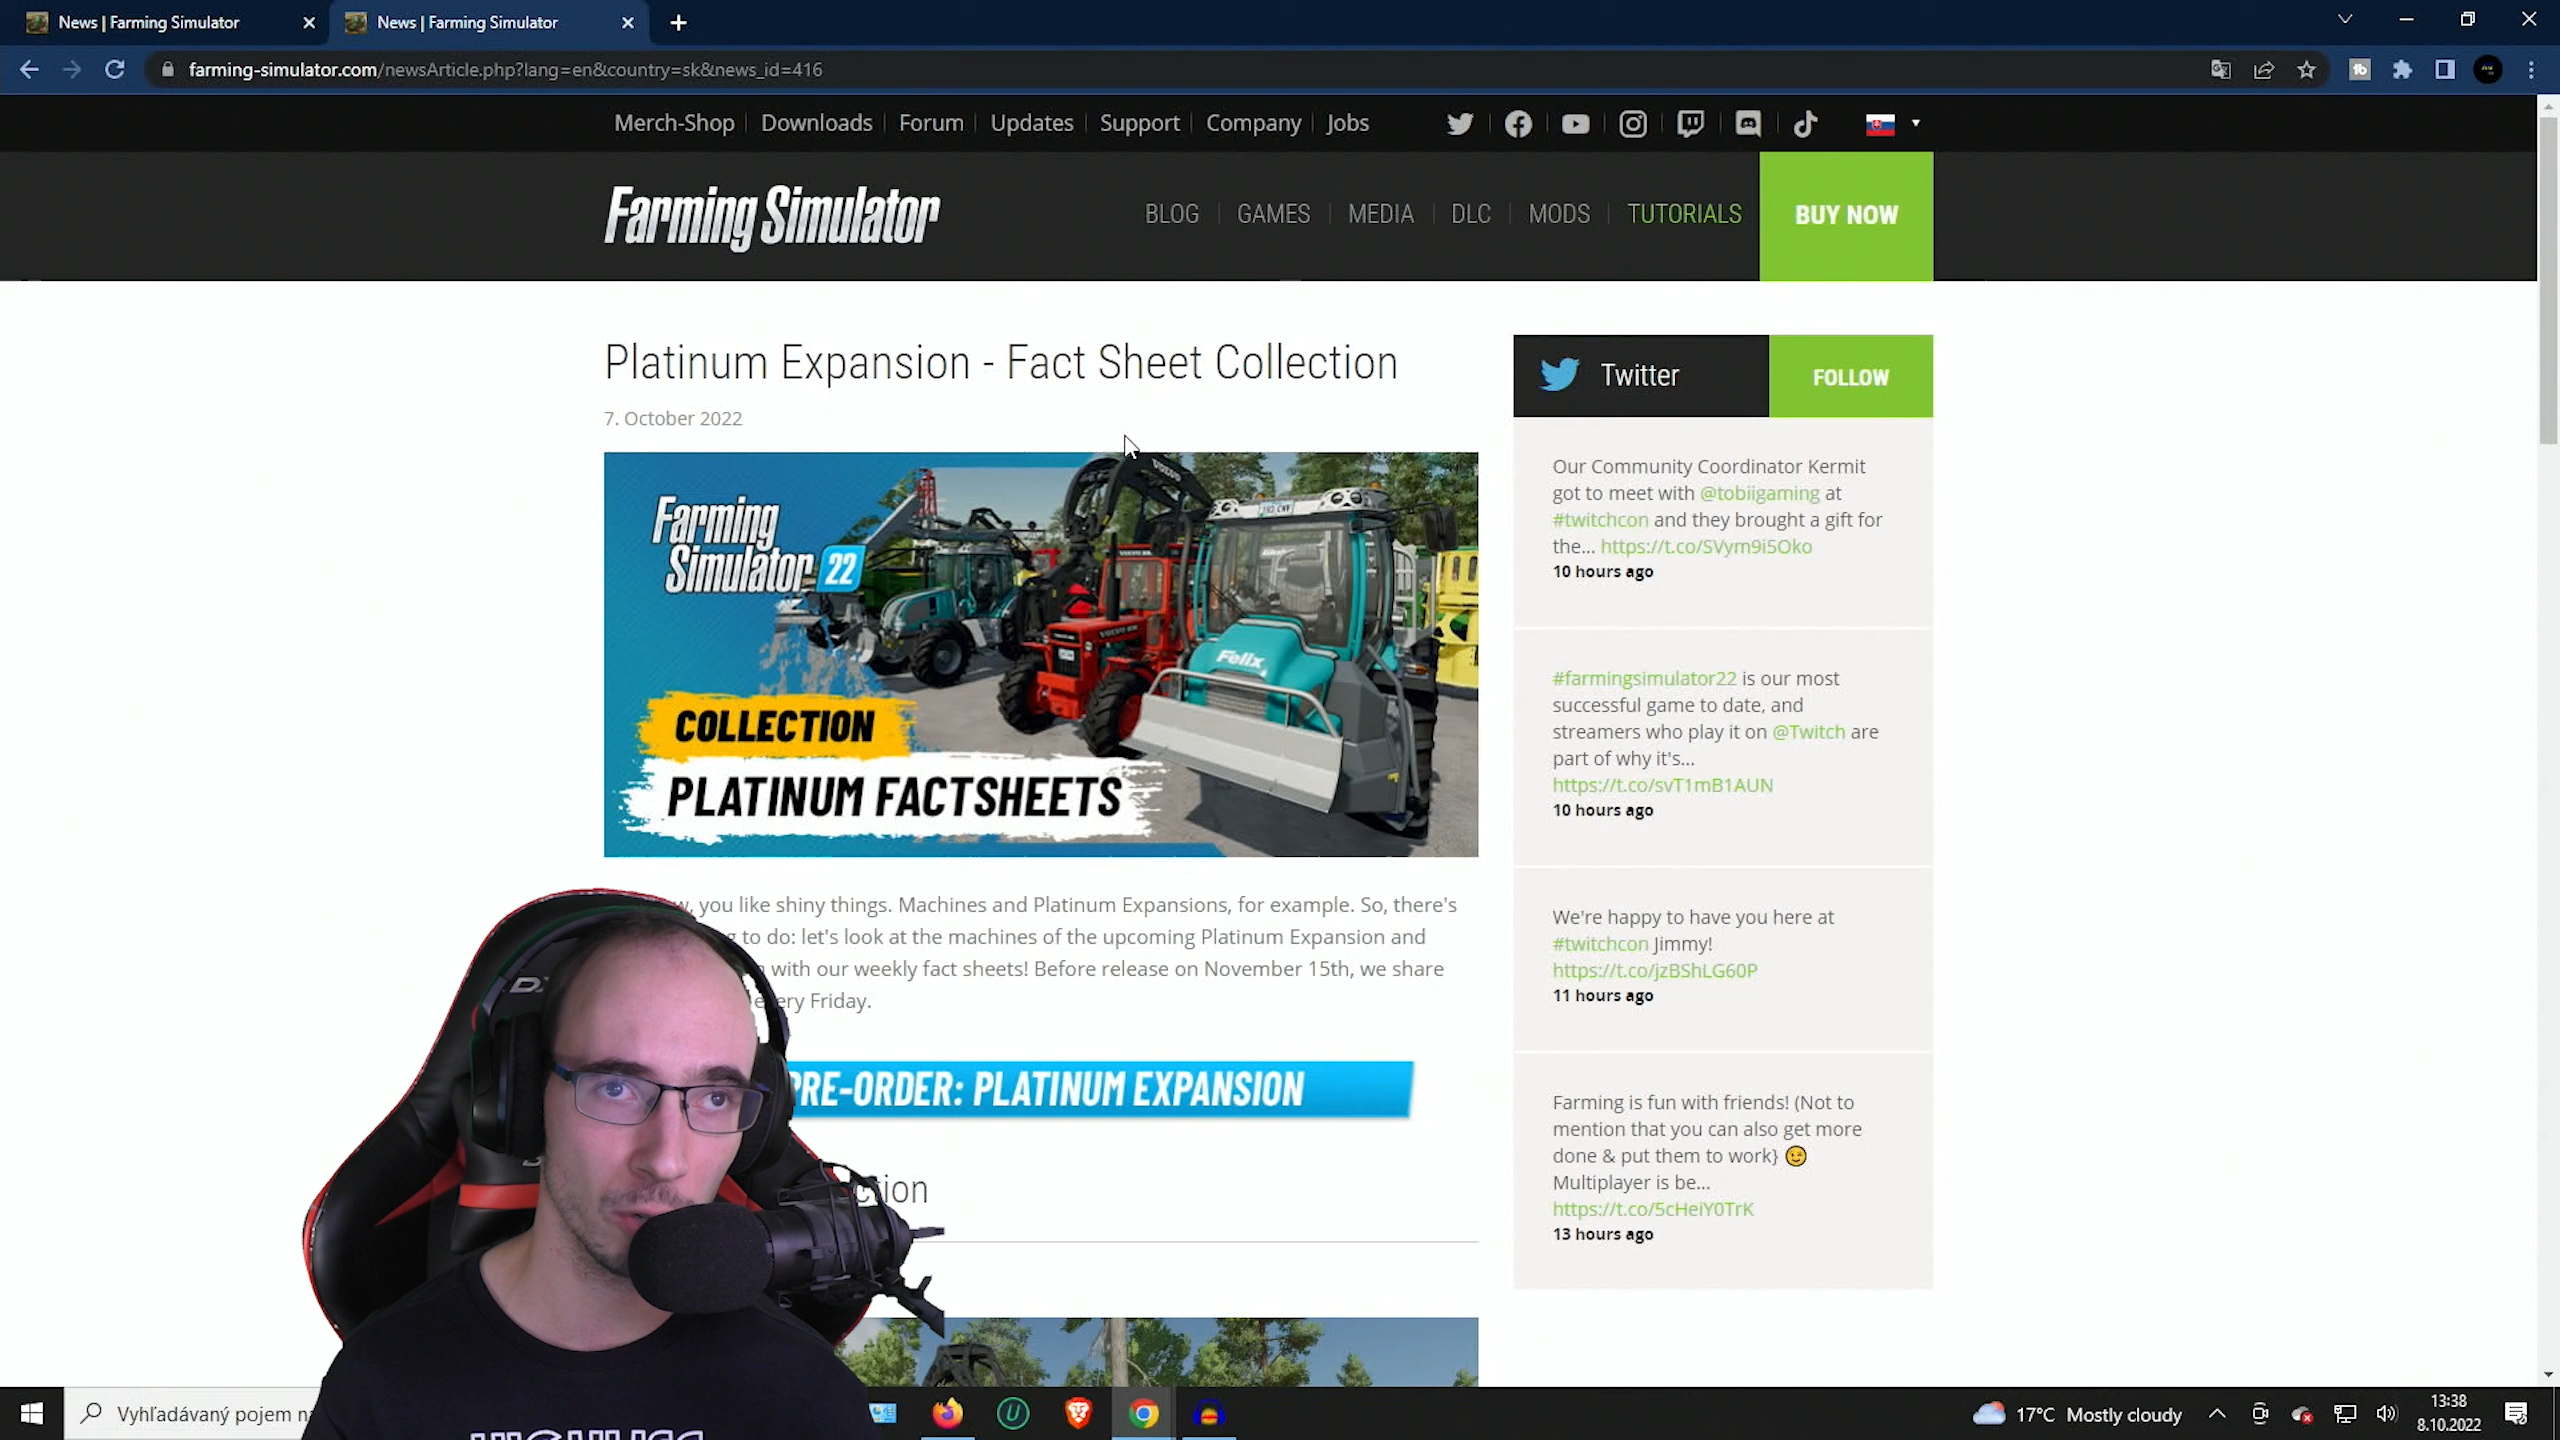 News | Farming Simulator
News | Farming Simulator
farming-simulator.com/newsArticle.php?lang=en&country=sk&news_id=416
Merch-Shop
Downloads
Forum
Updates
Support
Company
Jobs
Farming Simulator
BLOG
GAMES
MEDIA
DLC
MODS
TUTORIALS
BUY NOW
Platinum Expansion - Fact Sheet Collection
7. October 2022
Farming
Simulator 22
VOLVO
VOLVO BM
Felix
COLLECTION
PLATINUM FACTSHEETS
you like shiny things. Machines and Platinum Expansions, for example. So, there's
to do: let's look at the machines of the upcoming Platinum Expansion and
with our weekly fact sheets! Before release on November 15th, we share
every Friday.
PRE-ORDER: PLATINUM EXPANSION
ction
Twitter
FOLLOW
Our Community Coordinator Kermit
got to meet with @tobiigaming at
#twitchcon and they brought a gift for
the... https://t.co/SVym9i5Oko
10 hours ago
#farmingsimulator22 is our most
successful game to date, and
streamers who play it on @Twitch are
part of why it's...
https://t.co/svT1mB1AUN
10 hours ago
We're happy to have you here at
#twitchcon Jimmy!
https://t.co/jzBShLG60P
11 hours ago
Farming is fun with friends! (Not to
mention that you can also get more
done & put them to work} 😉
Multiplayer is be...
https://t.co/5cHeiY0TrK
13 hours ago
Vyhľadávaný pojem na
17°C Mostly cloudy
13:38
8.10.2022